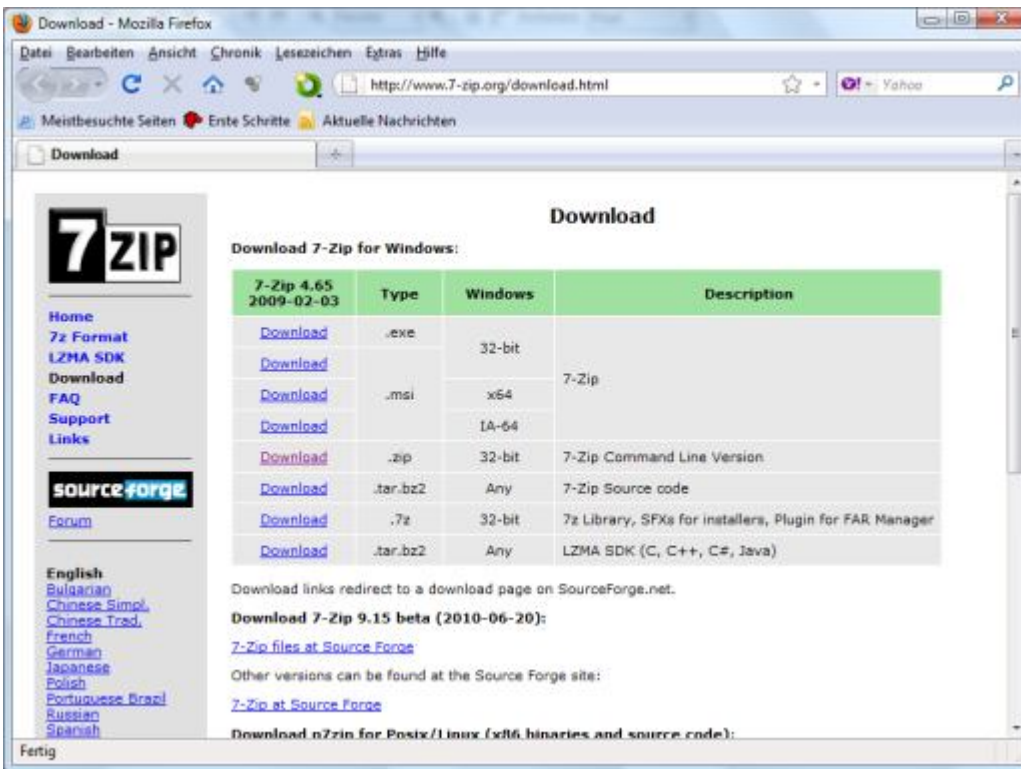 Download - Mozilla Firefox
Datei Bearbeiten Ansicht Chronik Lesezeichen Extras Hilfe
http://www.7-zip.org/download.html
Yahoo
Meistbesuchte Seiten Erste Schritte Aktuelle Nachrichten
Download
7ZIP
Home
7z Format
LZMA SDK
Download
FAQ
Support
Links
sourceforge
Forum
English
Bulgarian
Chinese Simpl.
Chinese Trad.
French
German
Japanese
Polish
Portuguese Brazil
Russian
Spanish
Download
Download 7-Zip for Windows:
7-Zip 4.65 2009-02-03 Type Windows Description
Download .exe 32-bit 7-Zip
Download .msi
Download x64
Download IA-64
Download .zip 32-bit 7-Zip Command Line Version
Download .tar.bz2 Any 7-Zip Source code
Download .7z 32-bit 7z Library, SFXs for installers, Plugin for FAR Manager
Download .tar.bz2 Any LZMA SDK (C, C++, C#, Java)
Download links redirect to a download page on SourceForge.net.
Download 7-Zip 9.15 beta (2010-06-20):
7-Zip files at Source Forge
Other versions can be found at the Source Forge site:
7-Zip at Source Forge
Download p7zip for Posix/Linux (x86 binaries and source code):
Fertig